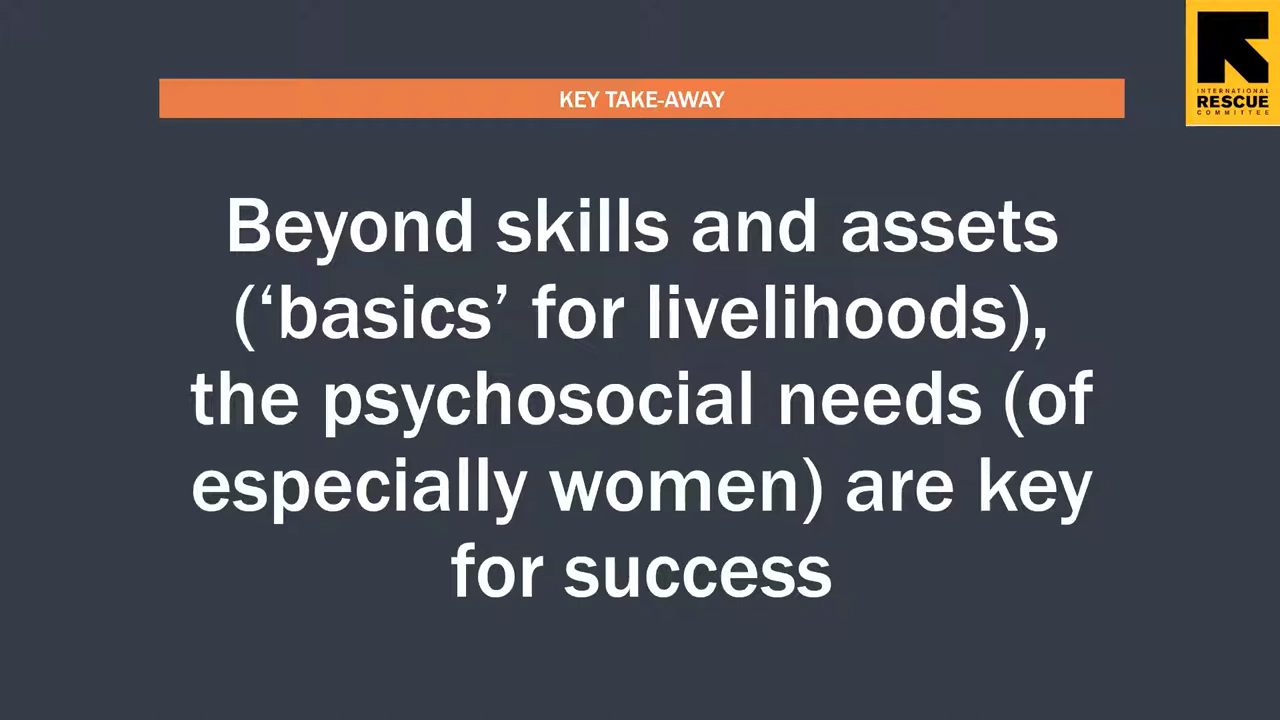 KEY TAKE-AWAY
INTERNATIONAL
RESCUE
COMMITTEE
Beyond skills and assets
(‘basics’ for livelihoods),
the psychosocial needs (of
especially women) are key
for success